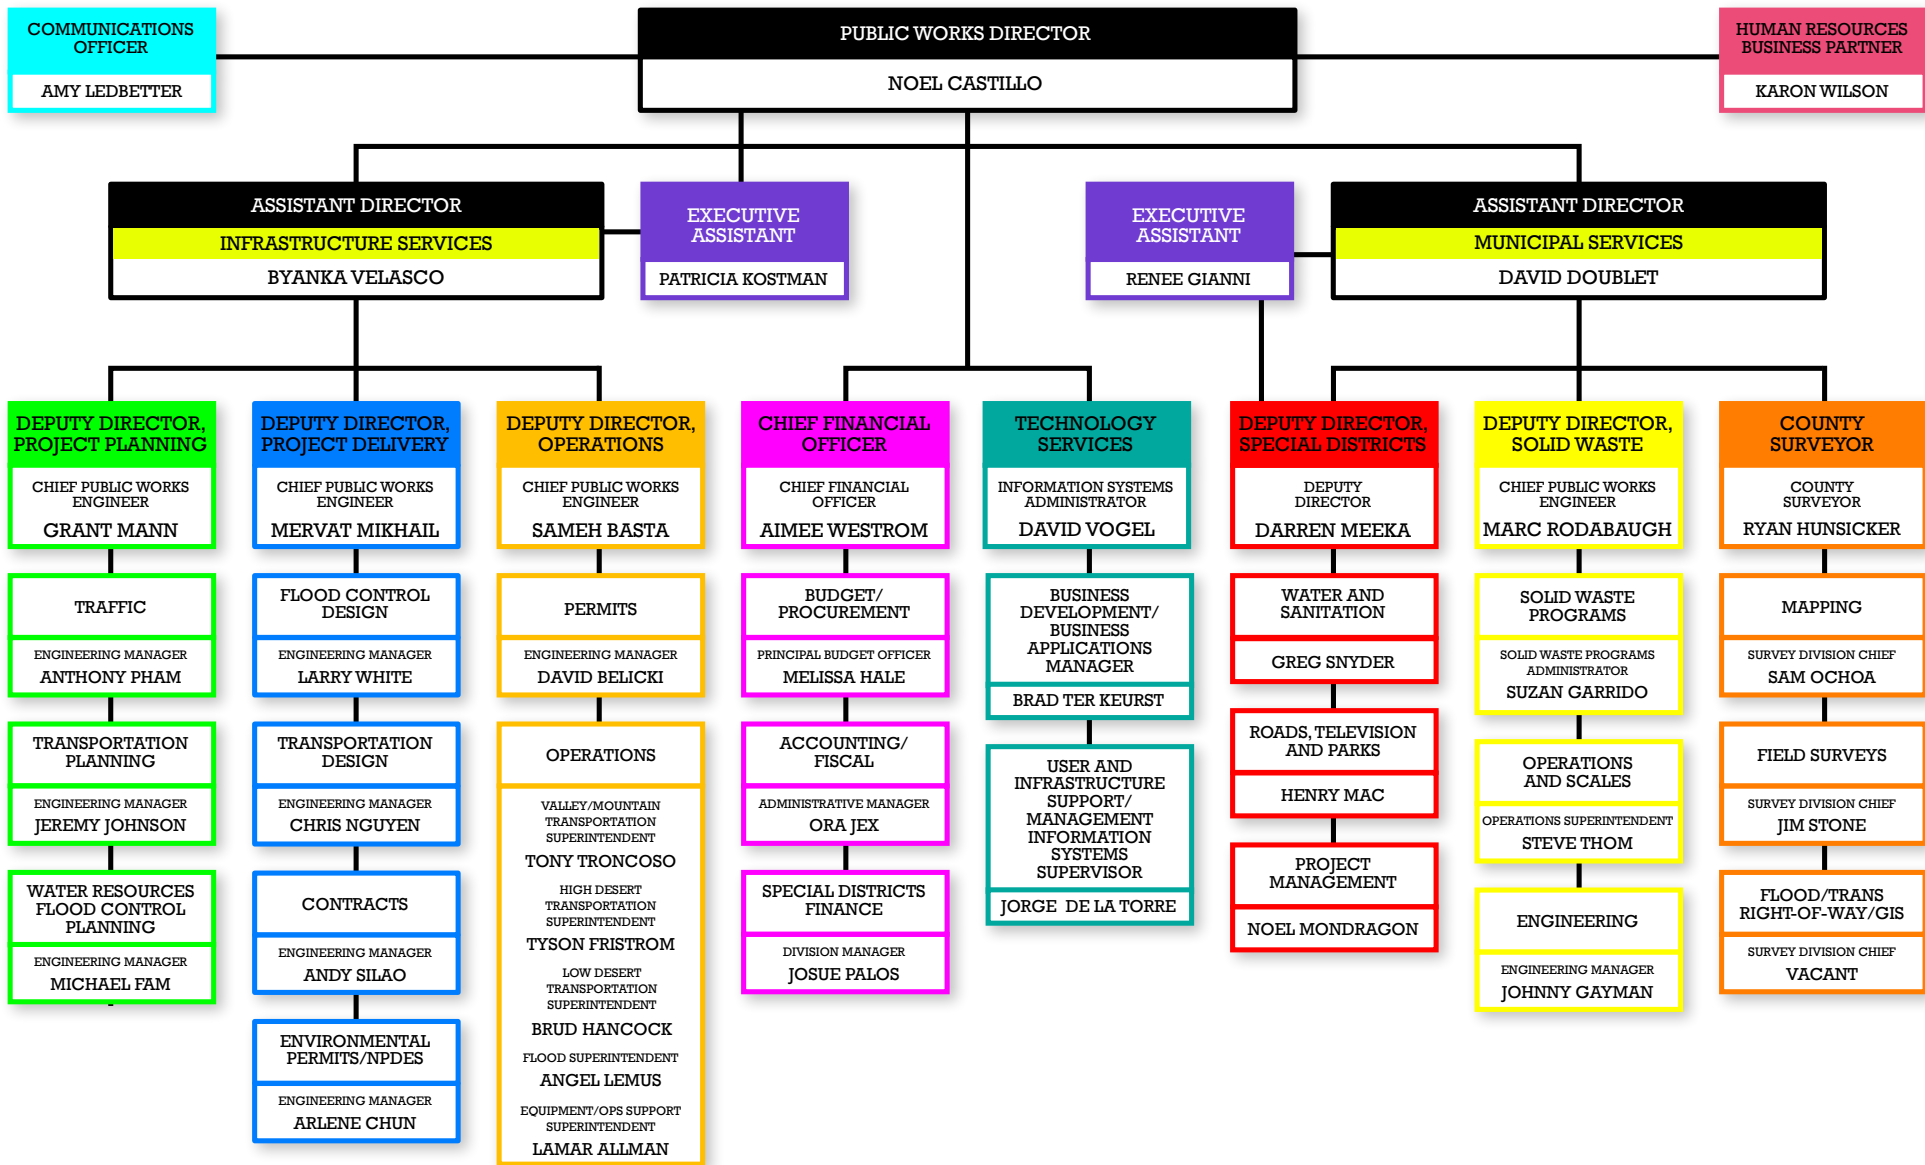 COMMUNICATIONS
OFFICER
AMY LEDBETTER
PUBLIC WORKS DIRECTOR
NOEL CASTILLO
HUMAN RESOURCES
BUSINESS PARTNER
KARON WILSON
ASSISTANT DIRECTOR
INFRASTRUCTURE SERVICES
BYANKA VELASCO
EXECUTIVE
ASSISTANT
PATRICIA KOSTMAN
EXECUTIVE
ASSISTANT
RENEE GIANNI
ASSISTANT DIRECTOR
MUNICIPAL SERVICES
DAVID DOUBLET
DEPUTY DIRECTOR,
PROJECT PLANNING
CHIEF PUBLIC WORKS
ENGINEER
GRANT MANN
TRAFFIC
ENGINEERING MANAGER
ANTHONY PHAM
TRANSPORTATION
PLANNING
ENGINEERING MANAGER
JEREMY JOHNSON
WATER RESOURCES
FLOOD CONTROL
PLANNING
ENGINEERING MANAGER
MICHAEL FAM
DEPUTY DIRECTOR,
PROJECT DELIVERY
CHIEF PUBLIC WORKS
ENGINEER
MERVAT MIKHAIL
FLOOD CONTROL
DESIGN
ENGINEERING MANAGER
LARRY WHITE
TRANSPORTATION
DESIGN
ENGINEERING MANAGER
CHRIS NGUYEN
CONTRACTS
ENGINEERING MANAGER
ANDY SILAO
ENVIRONMENTAL
PERMITS/NPDES
ENGINEERING MANAGER
ARLENE CHUN
DEPUTY DIRECTOR,
OPERATIONS
CHIEF PUBLIC WORKS
ENGINEER
SAMEH BASTA
PERMITS
ENGINEERING MANAGER
DAVID BELICKI
OPERATIONS
VALLEY/MOUNTAIN
TRANSPORTATION
SUPERINTENDENT
TONY TRONCOSO
HIGH DESERT
TRANSPORTATION
SUPERINTENDENT
TYSON FRISTROM
LOW DESERT
TRANSPORTATION
SUPERINTENDENT
BRUD HANCOCK
FLOOD SUPERINTENDENT
ANGEL LEMUS
EQUIPMENT/OPS SUPPORT
SUPERINTENDENT
LAMAR ALLMAN
CHIEF FINANCIAL
OFFICER
CHIEF FINANCIAL
OFFICER
AIMEE WESTROM
BUDGET/
PROCUREMENT
PRINCIPAL BUDGET OFFICER
MELISSA HALE
ACCOUNTING/
FISCAL
ADMINISTRATIVE MANAGER
ORA JEX
SPECIAL DISTRICTS
FINANCE
DIVISION MANAGER
JOSUE PALOS
TECHNOLOGY
SERVICES
INFORMATION SYSTEMS
ADMINISTRATOR
DAVID VOGEL
BUSINESS
DEVELOPMENT/
BUSINESS
APPLICATIONS
MANAGER
BRAD TER KEURST
USER AND
INFRASTRUCTURE
SUPPORT/
MANAGEMENT
INFORMATION
SYSTEMS
SUPERVISOR
JORGE DE LA TORRE
DEPUTY DIRECTOR,
SPECIAL DISTRICTS
DEPUTY
DIRECTOR
DARREN MEEKA
WATER AND
SANITATION
GREG SNYDER
ROADS, TELEVISION
AND PARKS
HENRY MAC
PROJECT
MANAGEMENT
NOEL MONDRAGON
DEPUTY DIRECTOR,
SOLID WASTE
CHIEF PUBLIC WORKS
ENGINEER
MARC RODABAUGH
SOLID WASTE
PROGRAMS
SOLID WASTE PROGRAMS
ADMINISTRATOR
SUZAN GARRIDO
OPERATIONS
AND SCALES
OPERATIONS SUPERINTENDENT
STEVE THOM
ENGINEERING
ENGINEERING MANAGER
JOHNNY GAYMAN
COUNTY
SURVEYOR
COUNTY
SURVEYOR
RYAN HUNSICKER
MAPPING
SURVEY DIVISION CHIEF
SAM OCHOA
FIELD SURVEYS
SURVEY DIVISION CHIEF
JIM STONE
FLOOD/TRANS
RIGHT-OF-WAY/GIS
SURVEY DIVISION CHIEF
VACANT